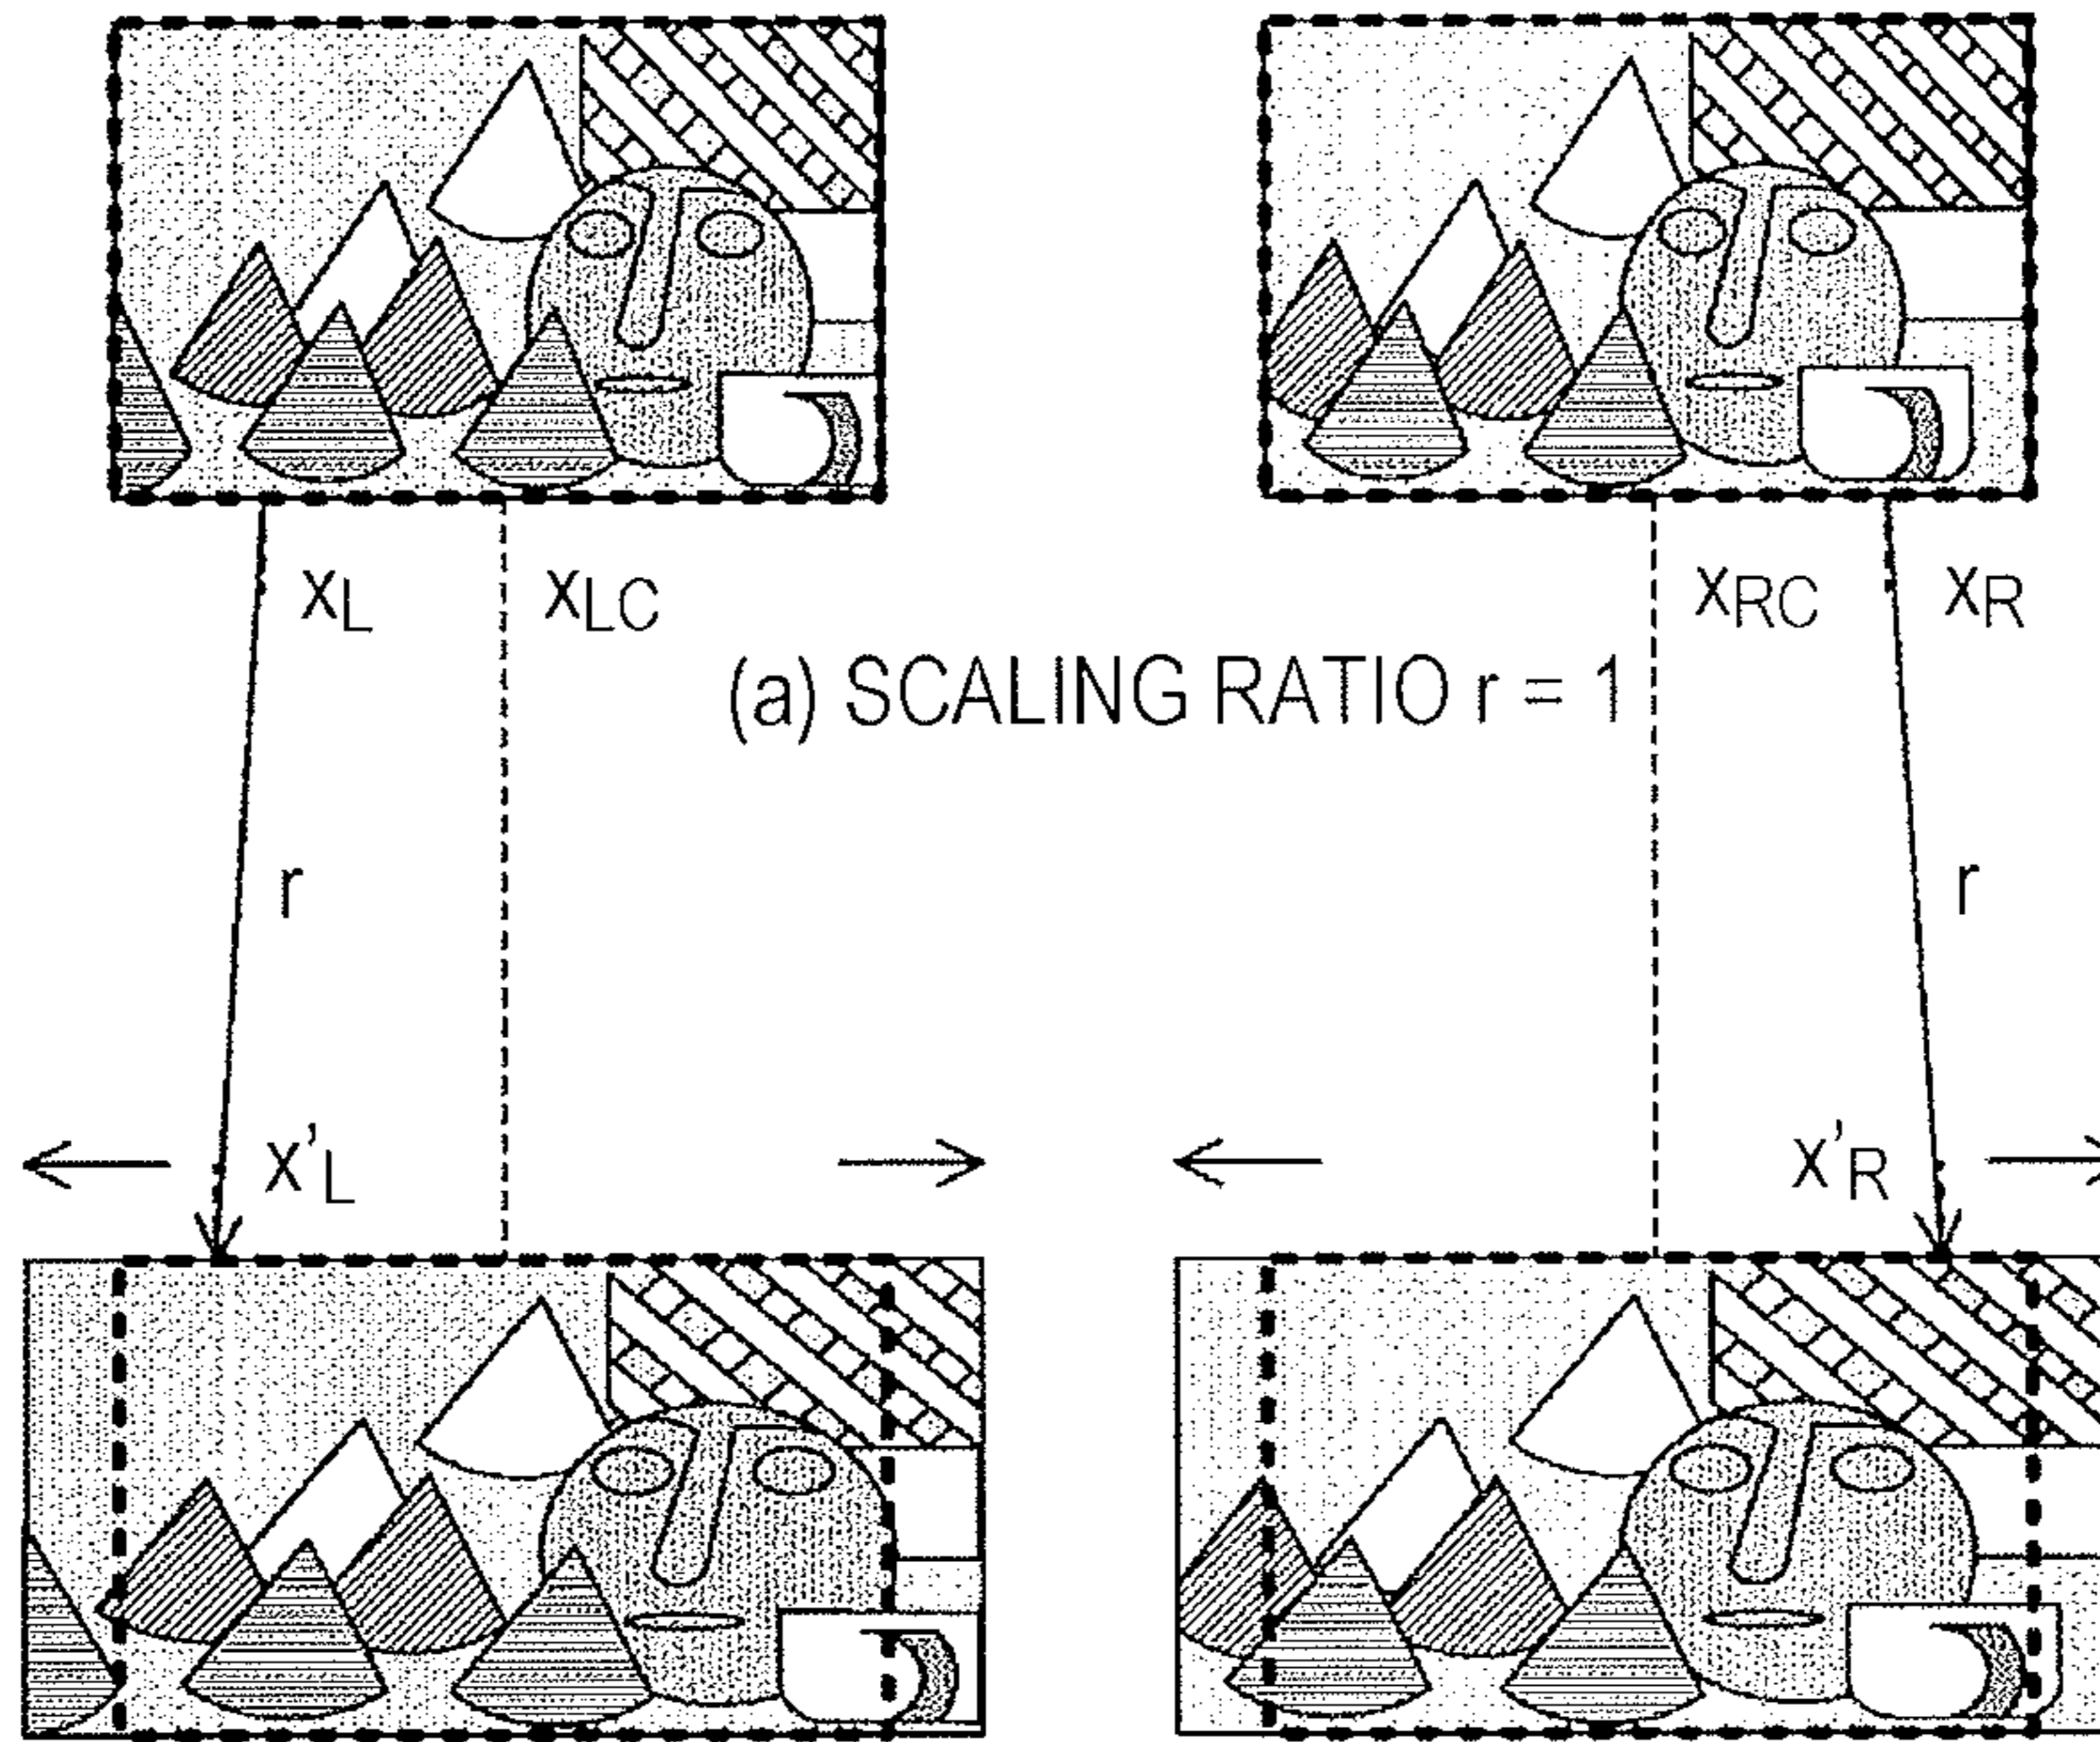 xL xLC xRC xR
(a) SCALING RATIO r = 1
r r
x'L x'R